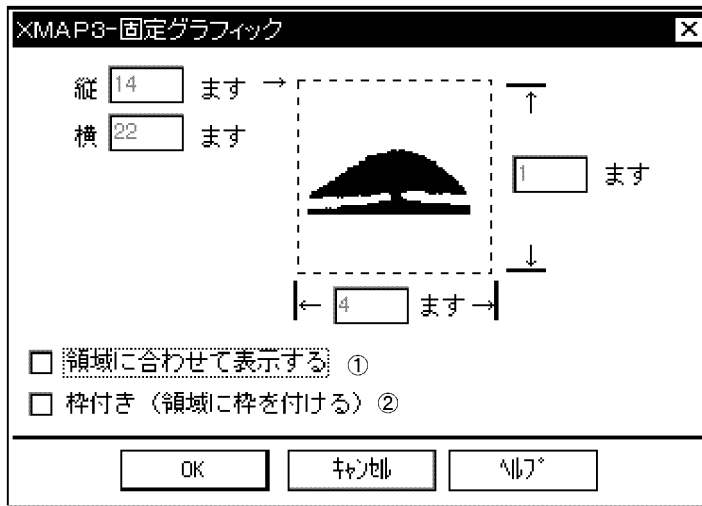 XMAP3-固定グラフィック
縦 14 ます →
横 22 ます
↑
1 ます
↓
← 4 ます →
領域に合わせて表示する ①
枠付き（領域に枠を付ける） ②
OK ｷｬﾝｾﾙ ﾍﾙﾌﾟ